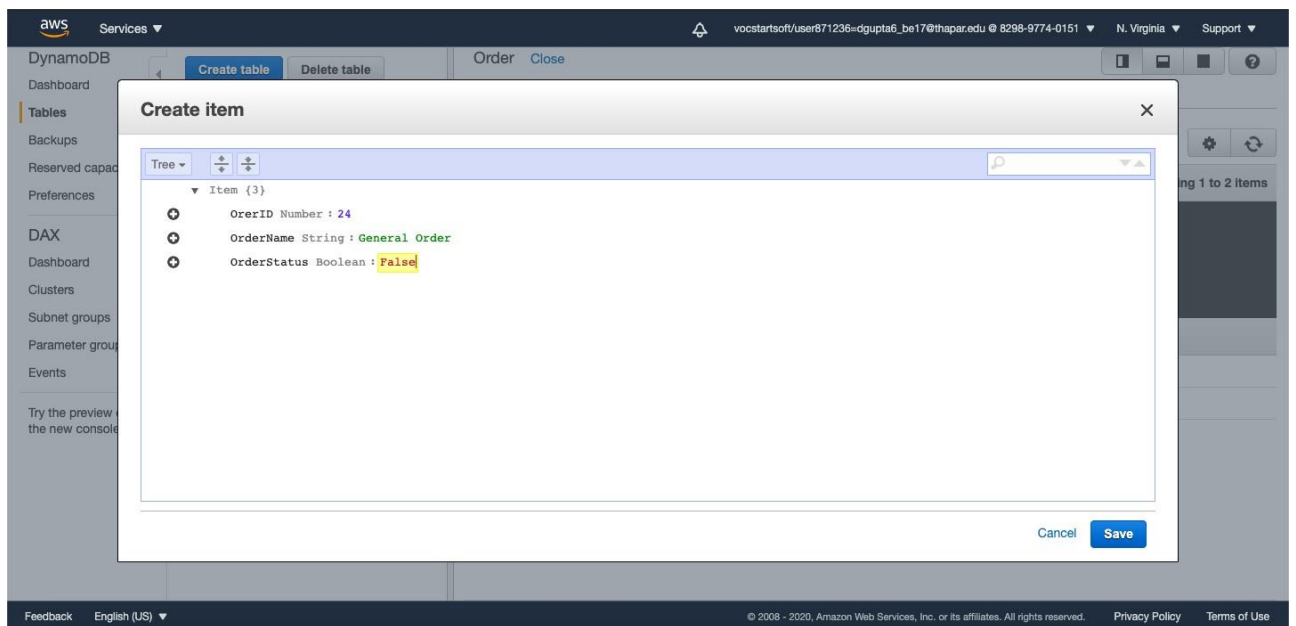 aws Services ▼ vocstartsoft/user871236=dgupta6_be17@thapar.edu @ 8298-9774-0151 ▼ N. Virginia ▼ Support ▼
DynamoDB
Dashboard
Tables
Backups
Reserved capac
Preferences
DAX
Dashboard
Clusters
Subnet groups
Parameter group
Events
Try the preview
the new console
Create table Delete table
Order Close
Create item
Tree
Item {3}
OrerID Number : 24
OrderName String : General Order
OrderStatus Boolean : False
ing 1 to 2 items
Cancel Save
Feedback English (US) ▼ © 2008 - 2020, Amazon Web Services, Inc. or its affiliates. All rights reserved. Privacy Policy Terms of Use